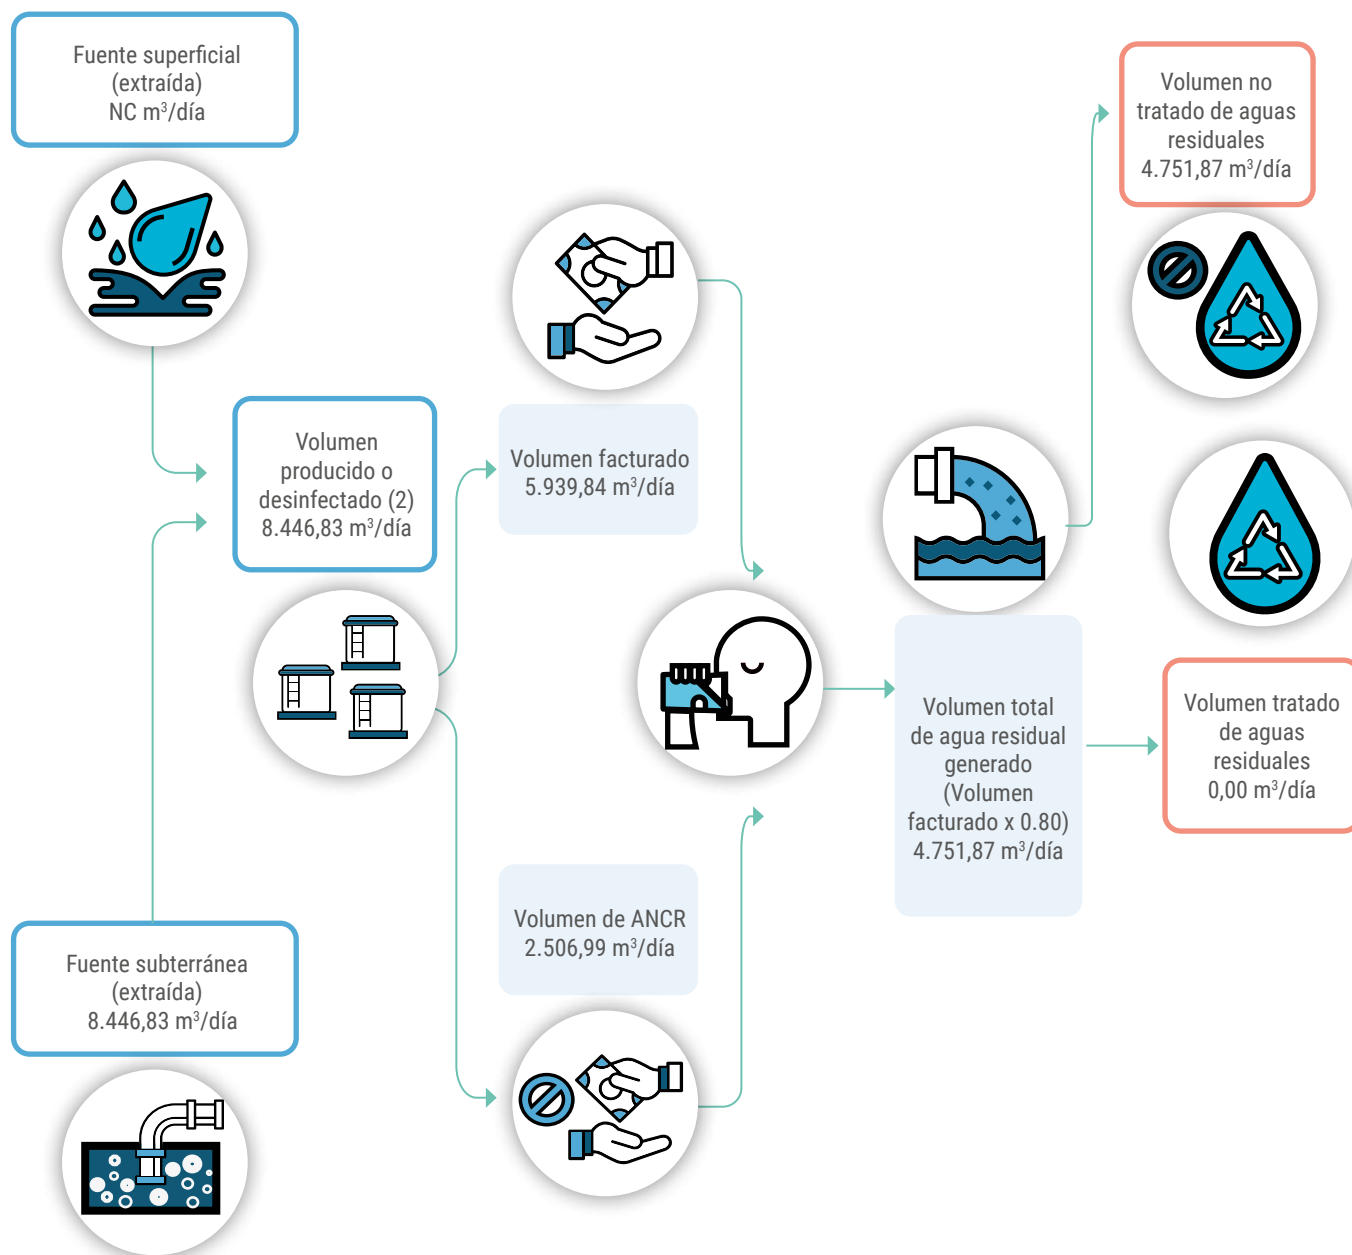 Fuente superficial
(extraída)
NC m³/día
Volumen
producido o
desinfectado (2)
8.446,83 m³/día
Fuente subterránea
(extraída)
8.446,83 m³/día
Volumen facturado
5.939,84 m³/día
Volumen de ANCR
2.506,99 m³/día
Volumen total
de agua residual
generado
(Volumen
facturado x 0.80)
4.751,87 m³/día
Volumen no
tratado de aguas
residuales
4.751,87 m³/día
Volumen tratado
de aguas
residuales
0,00 m³/día